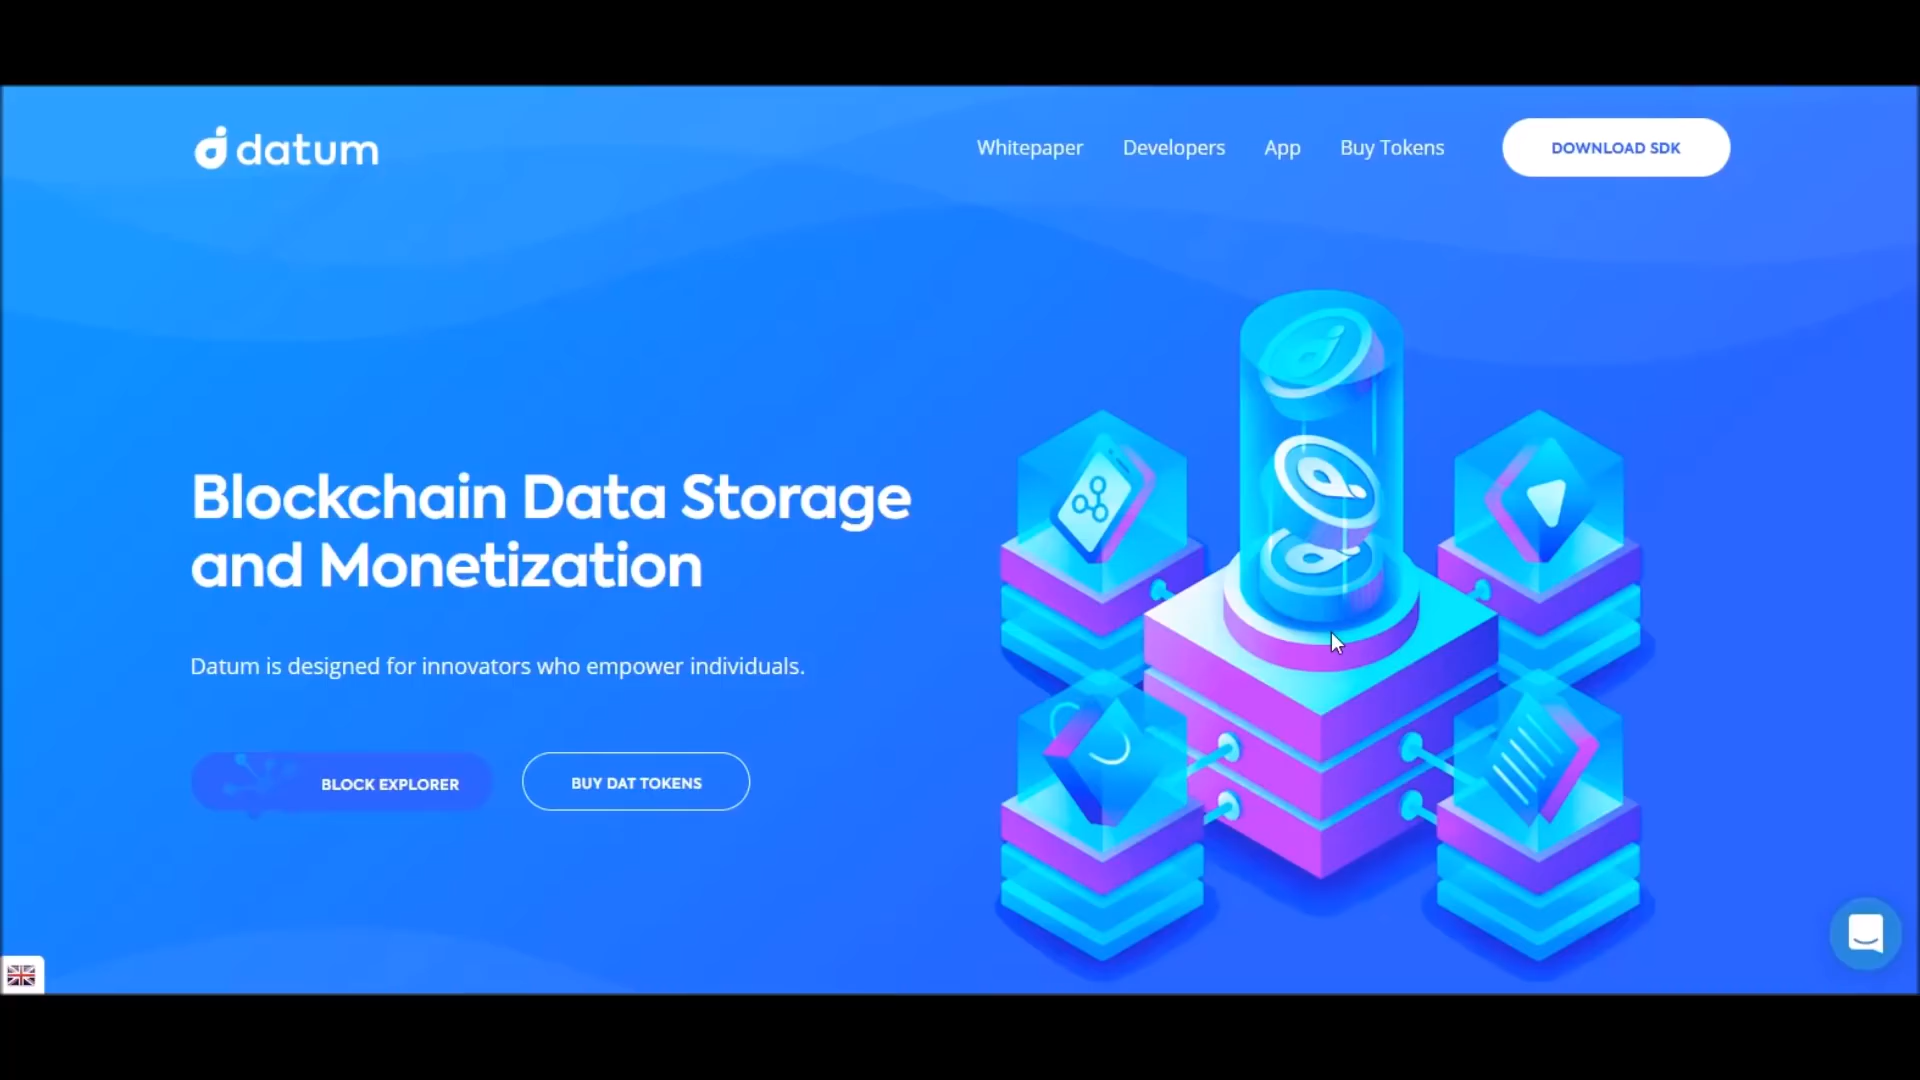 datum
Whitepaper
Developers
App
Buy Tokens
DOWNLOAD SDK
Blockchain Data Storage
and Monetization
Datum is designed for innovators who empower individuals.
BLOCK EXPLORER
BUY DAT TOKENS